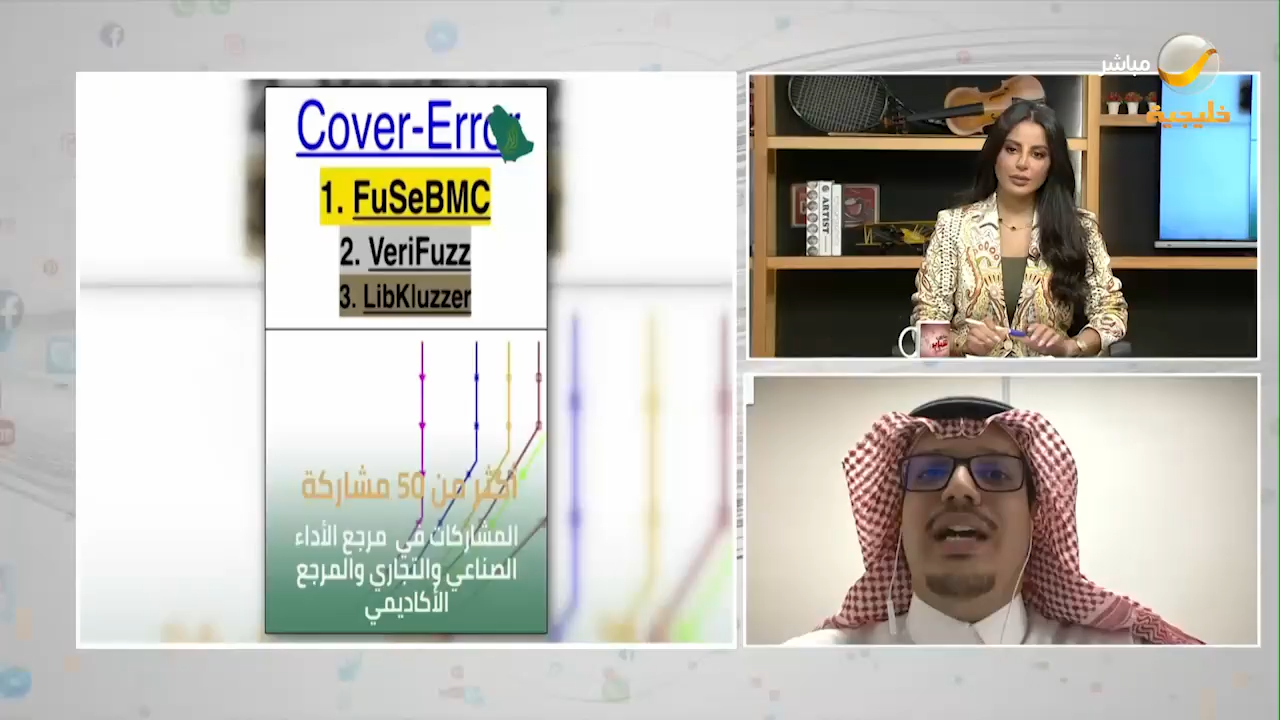 Cover-Error
1. FuSeBMC
2. VeriFuzz
3. LibKluzzer
أكثر من 50 مشاركة
المشاركات في مرجع الأداء
الصناعي والتجاري والمرجع
الأكاديمي
مباشر
خليجية
ARTIST